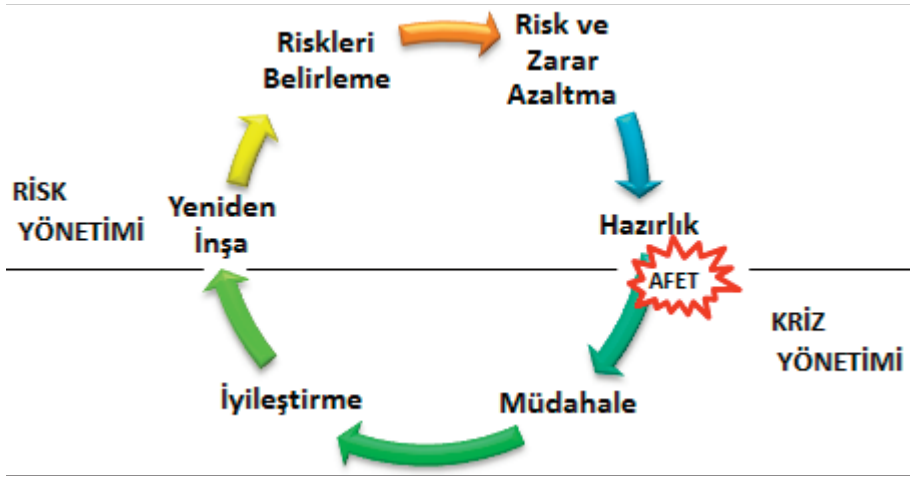 Riskleri
Belirleme
Risk ve
Zarar
Azaltma
RİSK
YÖNETİMİ
Yeniden
İnşa
Hazırlık
AFET
KRİZ
YÖNETİMİ
İyileştirme
Müdahale